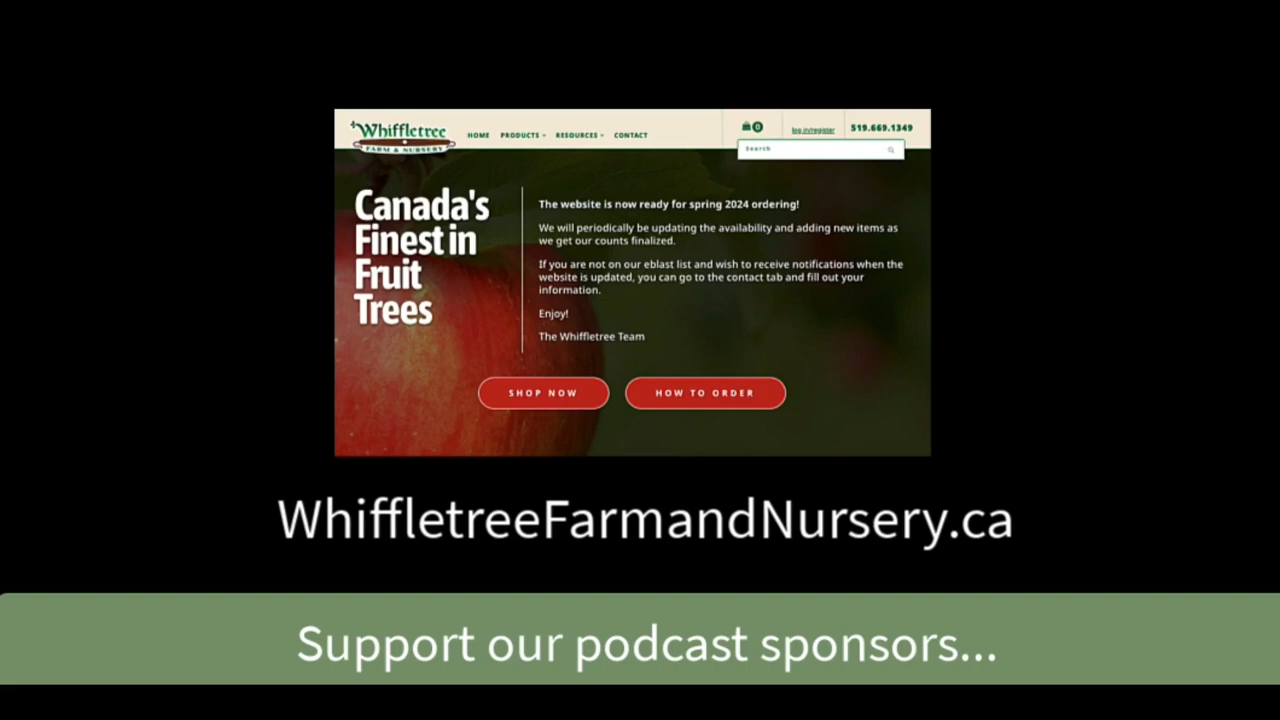 Whiffletree
FARM & NURSERY
HOME PRODUCTS RESOURCES CONTACT
0
log in/register
519.669.1349
Search
Canada's
Finest in
Fruit
Trees
The website is now ready for spring 2024 ordering!
We will periodically be updating the availability and adding new items as
we get our counts finalized.
If you are not on our eblast list and wish to receive notifications when the
website is updated, you can go to the contact tab and fill out your
information.
Enjoy!
The Whiffletree Team
SHOP NOW
HOW TO ORDER
WhiffletreeFarmandNursery.ca
Support our podcast sponsors...